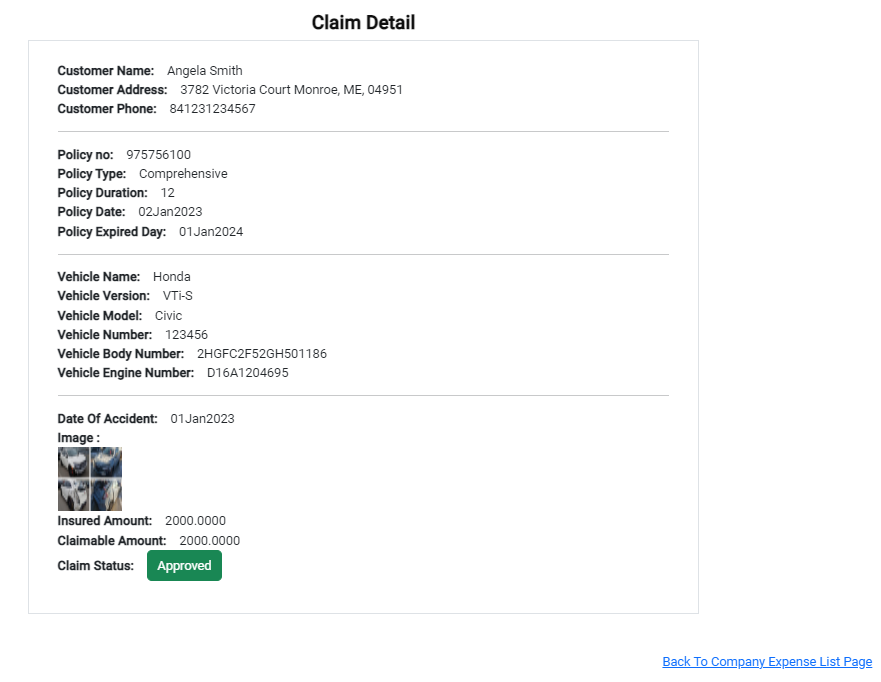 Claim Detail
Customer Name: Angela Smith
Customer Address: 3782 Victoria Court Monroe, ME, 04951
Customer Phone: 841231234567
Policy no: 975756100
Policy Type: Comprehensive
Policy Duration: 12
Policy Date: 02Jan2023
Policy Expired Day: 01Jan2024
Vehicle Name: Honda
Vehicle Version: VTi-S
Vehicle Model: Civic
Vehicle Number: 123456
Vehicle Body Number: 2HGFC2F52GH501186
Vehicle Engine Number: D16A1204695
Date Of Accident: 01Jan2023
Image :
Insured Amount: 2000.0000
Claimable Amount: 2000.0000
Claim Status: Approved
Back To Company Expense List Page